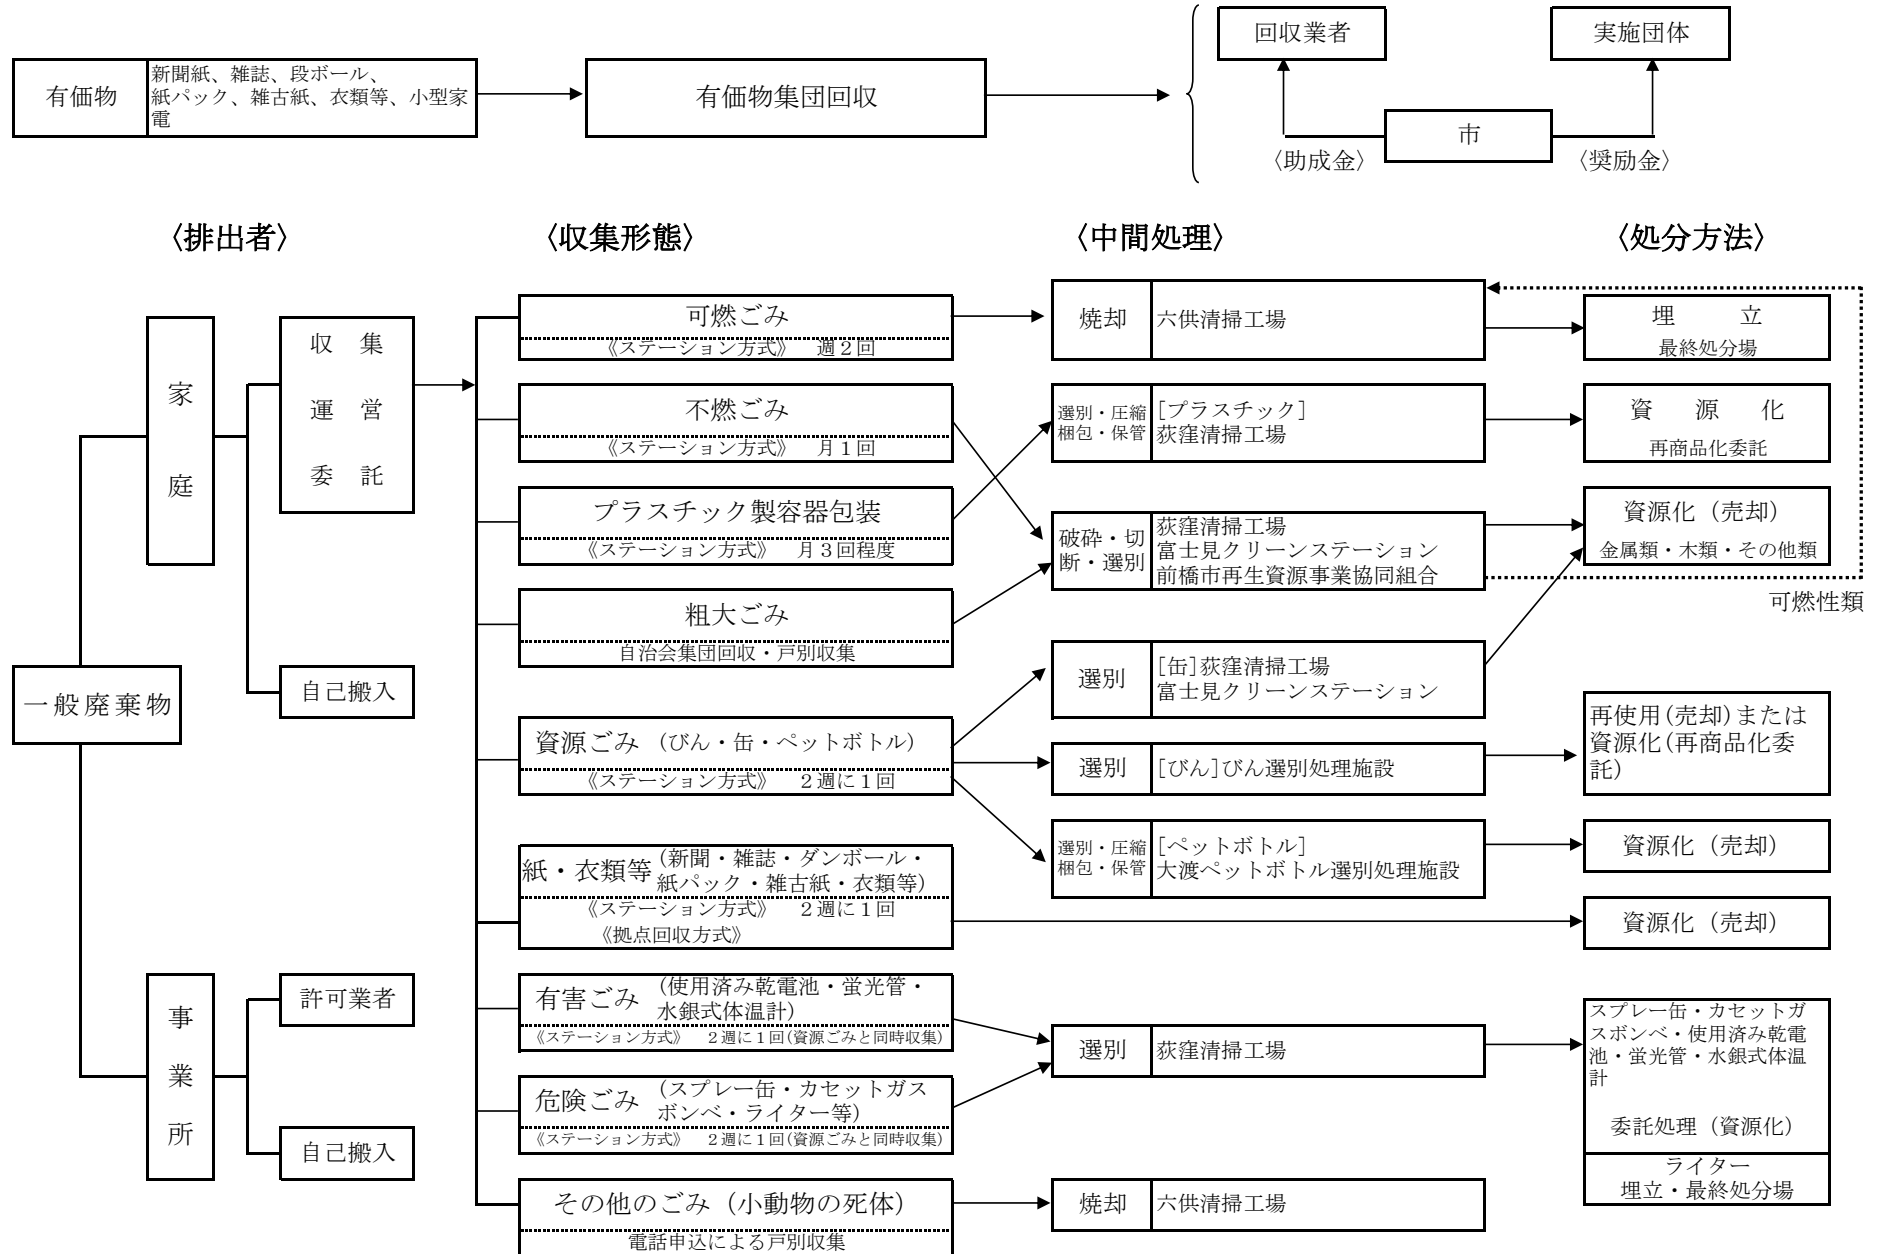 有価物
新聞紙、雑誌、段ボール、
紙パック、雑古紙、衣類等、小型家
電
有価物集団回収
回収業者
実施団体
市
〈助成金〉
〈奨励金〉
〈排出者〉
〈収集形態〉
〈中間処理〉
〈処分方法〉
一般廃棄物
家
庭
収 集
運 営
委 託
自己搬入
事
業
所
許可業者
自己搬入
可燃ごみ
《ステーション方式》 週２回
不燃ごみ
《ステーション方式》 月１回
プラスチック製容器包装
《ステーション方式》 月３回程度
粗大ごみ
自治会集団回収・戸別収集
資源ごみ （びん・缶・ペットボトル）
《ステーション方式》 ２週に１回
紙・衣類等
（新聞・雑誌・ダンボール・
紙パック・雑古紙・衣類等）
《ステーション方式》 ２週に１回
《拠点回収方式》
有害ごみ
（使用済み乾電池・蛍光管・
水銀式体温計）
《ステーション方式》 ２週に１回(資源ごみと同時収集)
危険ごみ
（スプレー缶・カセットガス
ボンベ・ライター等）
《ステーション方式》 ２週に１回(資源ごみと同時収集)
その他のごみ（小動物の死体）
電話申込による戸別収集
焼却
六供清掃工場
選別・圧縮
梱包・保管
[プラスチック]
荻窪清掃工場
破砕・切
断・選別
荻窪清掃工場
富士見クリーンステーション
前橋市再生資源事業協同組合
選別
[缶]荻窪清掃工場
富士見クリーンステーション
選別
[びん]びん選別処理施設
選別・圧縮
梱包・保管
[ペットボトル]
大渡ペットボトル選別処理施設
選別
荻窪清掃工場
焼却
六供清掃工場
埋 立
最終処分場
資 源 化
再商品化委託
資源化（売却）
金属類・木類・その他類
可燃性類
再使用(売却)または
資源化(再商品化委
託)
資源化（売却）
資源化（売却）
スプレー缶・カセットガ
スボンベ・使用済み乾電
池・蛍光管・水銀式体温
計
委託処理（資源化）
ライター
埋立・最終処分場